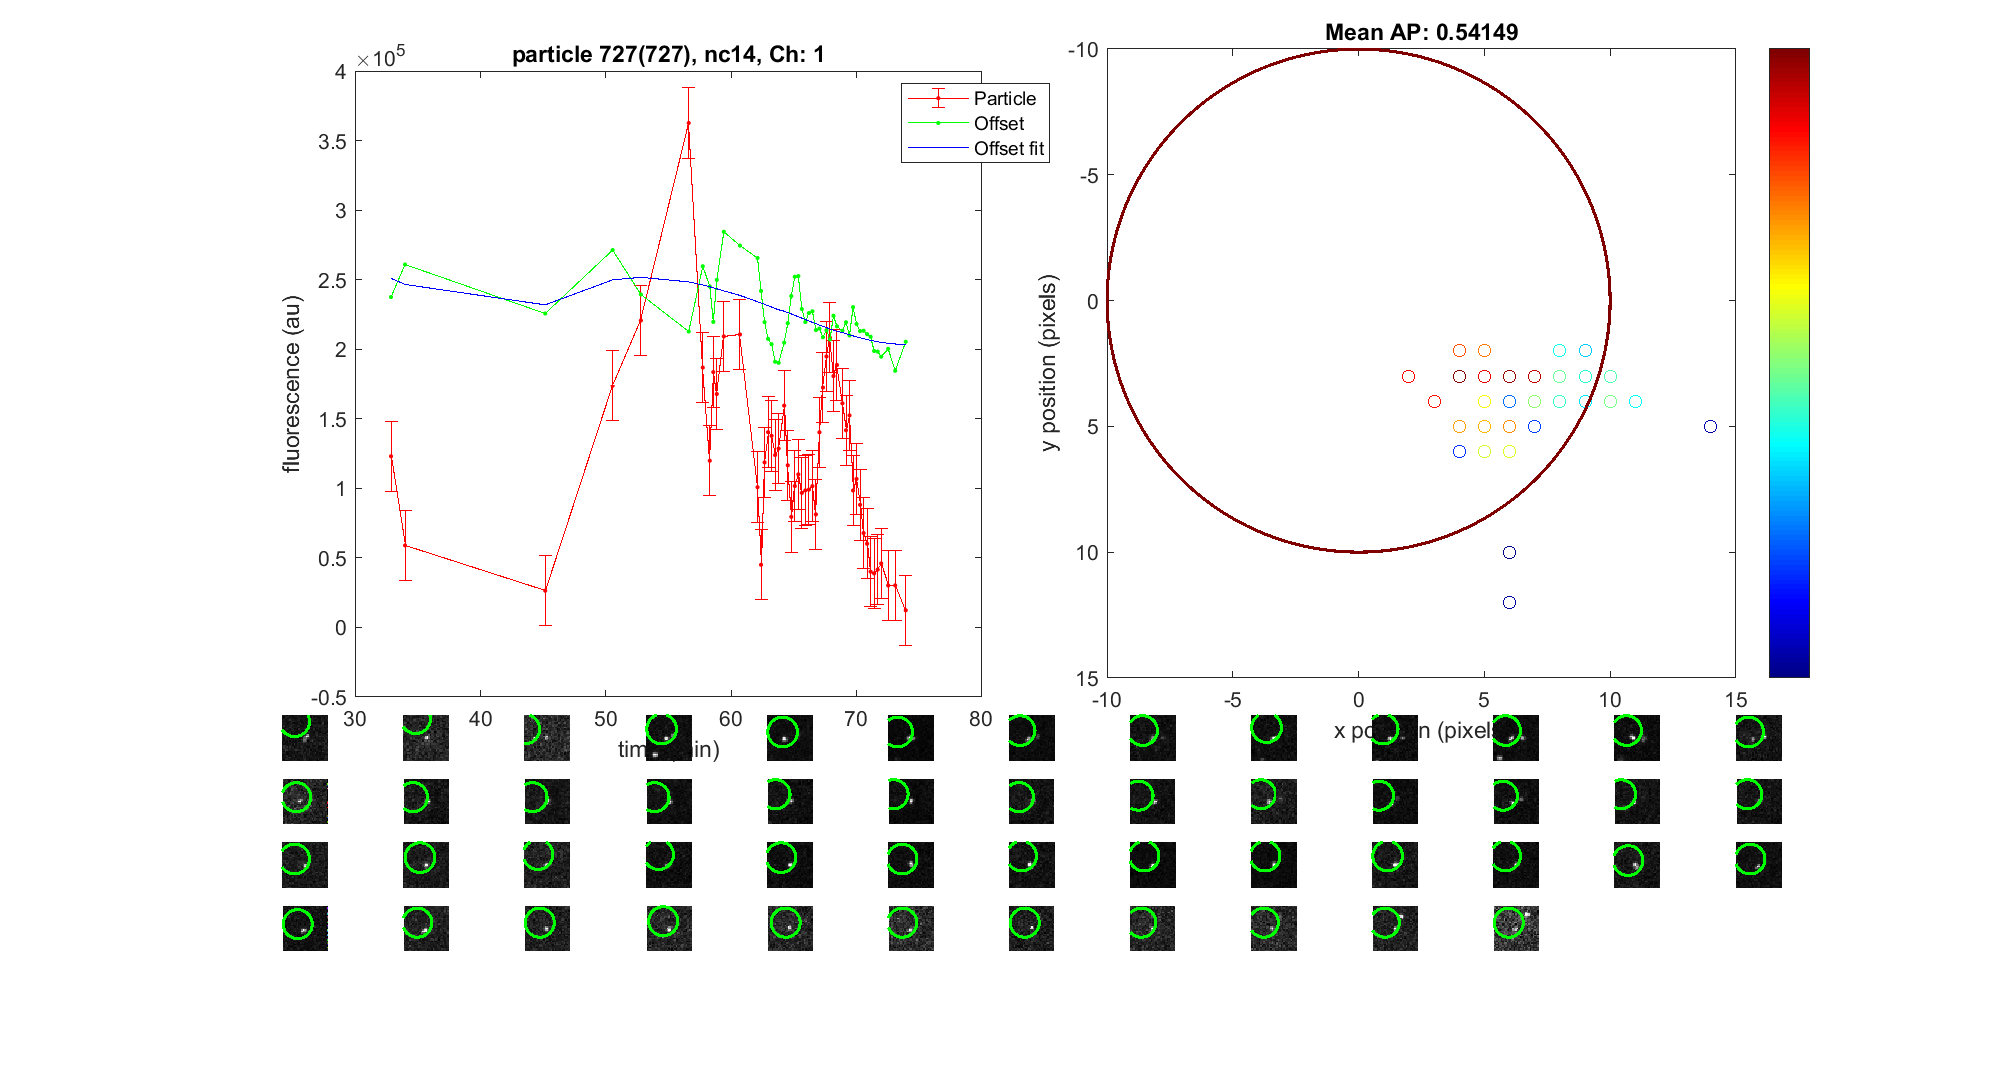 particle 727(727), nc14, Ch: 1
×10^5
4
3.5
3
2.5
2
1.5
1
0.5
0
-0.5
30 40 50 60 70 80
fluorescence (au)
Particle
Offset
Offset fit
Mean AP: 0.54149
-10
-5
0
5
10
15
-10 -5 0 5 10 15
y position (pixels)